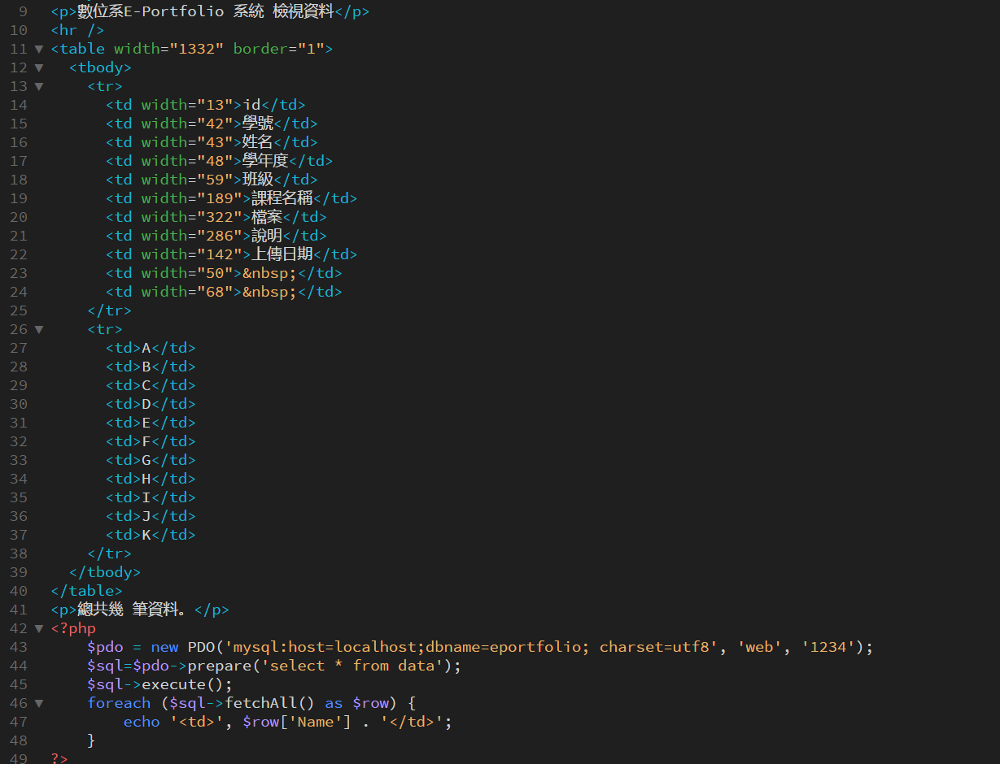 9 <p>數位系E-Portfolio 系統 檢視資料</p>
10 <hr />
11 ▼ <table width="1332" border="1">
12 ▼   <tbody>
13 ▼     <tr>
14       <td width="13">id</td>
15       <td width="42">學號</td>
16       <td width="43">姓名</td>
17       <td width="48">學年度</td>
18       <td width="59">班級</td>
19       <td width="189">課程名稱</td>
20       <td width="322">檔案</td>
21       <td width="286">說明</td>
22       <td width="142">上傳日期</td>
23       <td width="50">&nbsp;</td>
24       <td width="68">&nbsp;</td>
25     </tr>
26 ▼     <tr>
27       <td>A</td>
28       <td>B</td>
29       <td>C</td>
30       <td>D</td>
31       <td>E</td>
32       <td>F</td>
33       <td>G</td>
34       <td>H</td>
35       <td>I</td>
36       <td>J</td>
37       <td>K</td>
38     </tr>
39   </tbody>
40 </table>
41 <p>總共幾 筆資料。</p>
42 ▼ <?php
43     $pdo = new PDO('mysql:host=localhost;dbname=eportfolio; charset=utf8', 'web', '1234');
44     $sql=$pdo->prepare('select * from data');
45     $sql->execute();
46 ▼     foreach ($sql->fetchAll() as $row) {
47         echo '<td>', $row['Name'] . '</td>';
48     }
49 ?>